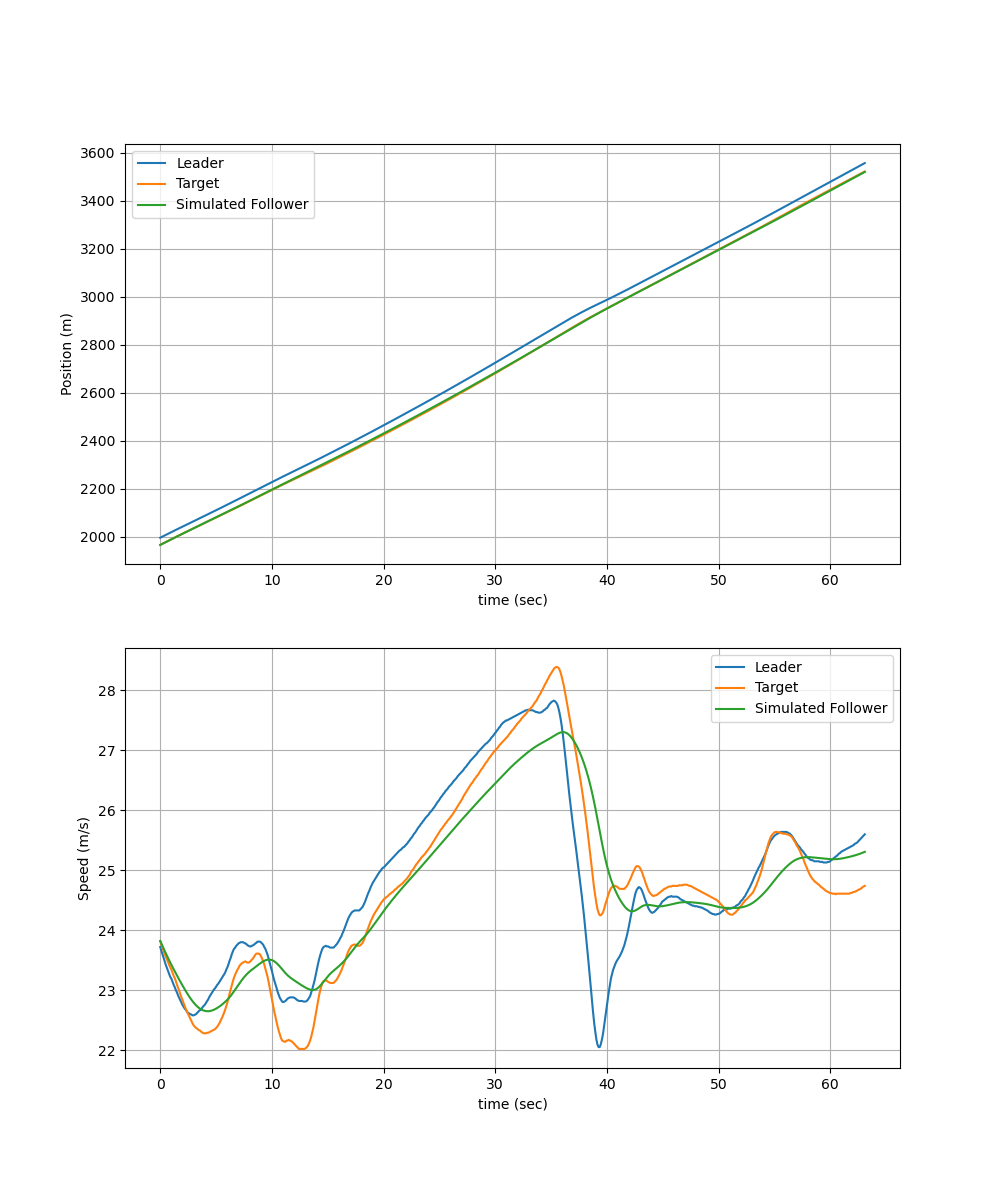 3600
3400
3200
3000
2800
2600
2400
2200
2000
Position (m)
Leader
Target
Simulated Follower
0 10 20 30 40 50 60
time (sec)
28
27
26
25
24
23
22
Speed (m/s)
Leader
Target
Simulated Follower
0 10 20 30 40 50 60
time (sec)